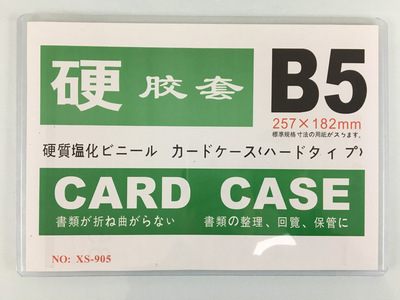 硬 胶套
B5
257×182mm
標準規格寸法の用紙が入ります。
硬質塩化ビニール カードケース(ハードタイプ)
CARD CASE
書類が折ね曲がらない 書類の整理、回覽、保管に
NO: XS-905